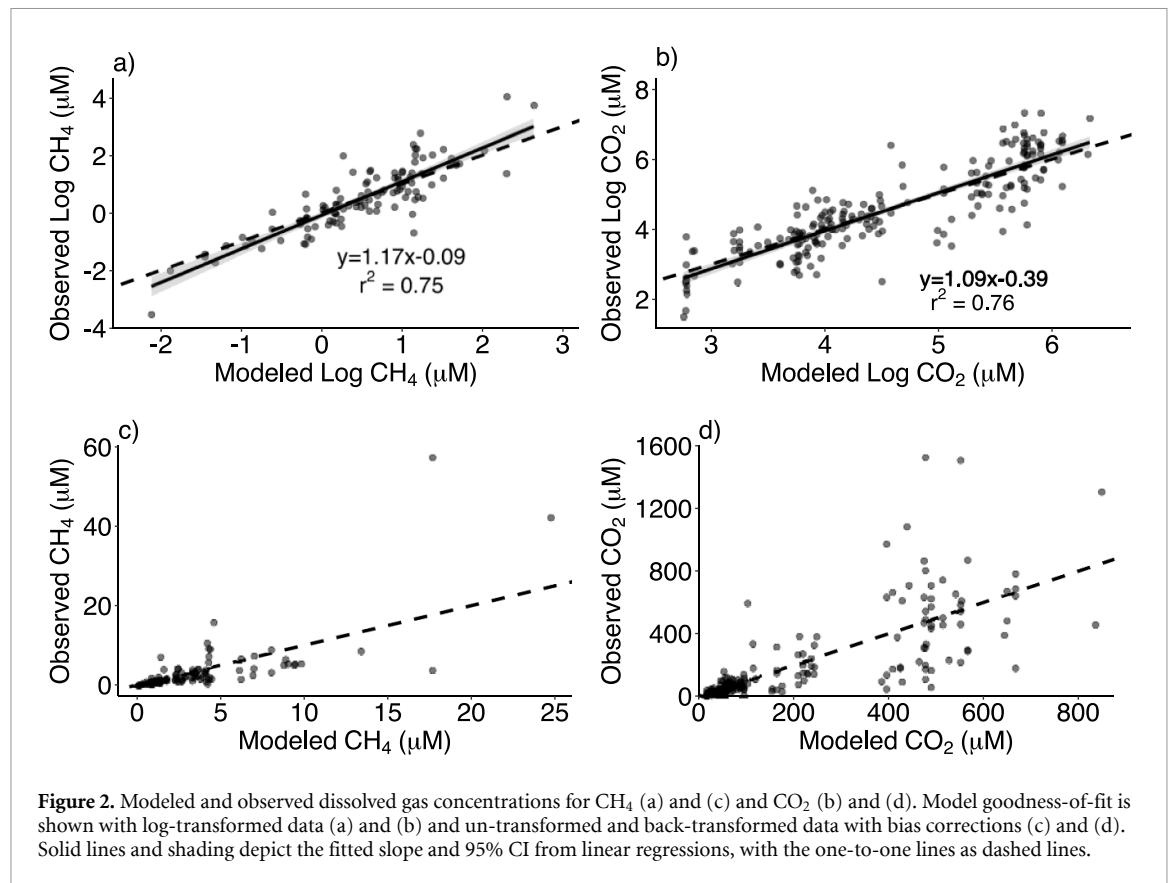 a)
Observed Log CH₄ (μM)
4
2
0
-2
-4
y=1.17x-0.09
r² = 0.75
-2 -1 0 1 2 3
Modeled Log CH₄ (μM)
b)
Observed Log CO₂ (μM)
8
6
4
2
y=1.09x-0.39
r² = 0.76
3 4 5 6
Modeled Log CO₂ (μM)
c)
Observed CH₄ (μM)
60
40
20
0
0 5 10 15 20 25
Modeled CH₄ (μM)
d)
Observed CO₂ (μM)
1600
1200
800
400
0
0 200 400 600 800
Modeled CO₂ (μM)
Figure 2. Modeled and observed dissolved gas concentrations for CH₄ (a) and (c) and CO₂ (b) and (d). Model goodness-of-fit is
shown with log-transformed data (a) and (b) and un-transformed and back-transformed data with bias corrections (c) and (d).
Solid lines and shading depict the fitted slope and 95% CI from linear regressions, with the one-to-one lines as dashed lines.